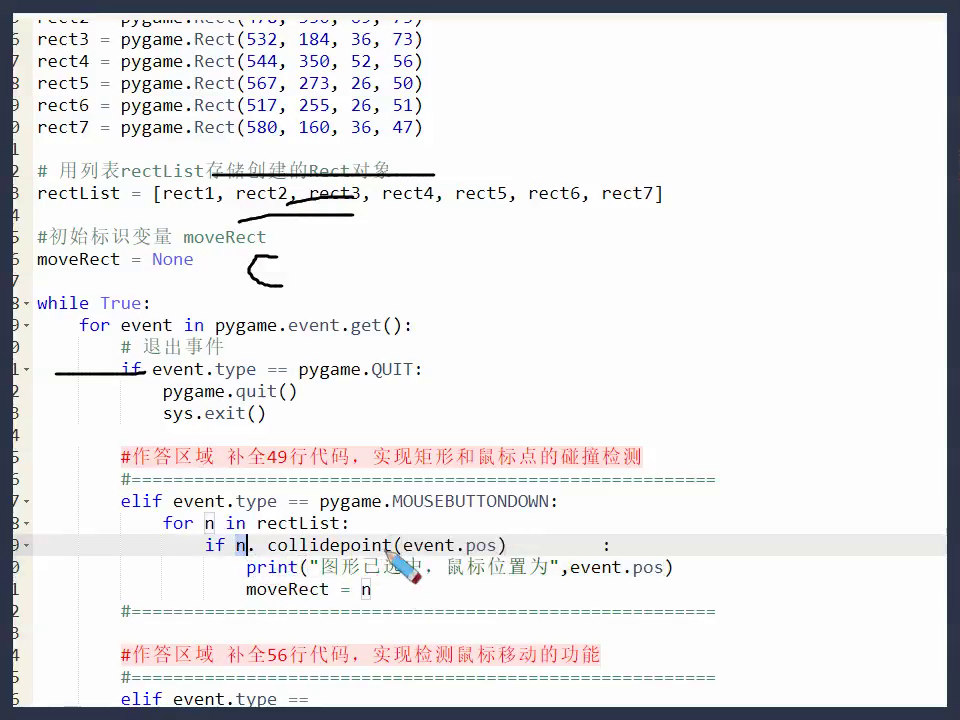 rect2 = pygame.Rect(478, 350, 69, 73)
6 rect3 = pygame.Rect(532, 184, 36, 73)
7 rect4 = pygame.Rect(544, 350, 52, 56)
8 rect5 = pygame.Rect(567, 273, 26, 50)
9 rect6 = pygame.Rect(517, 255, 26, 51)
0 rect7 = pygame.Rect(580, 160, 36, 47)
1
2 # 用列表rectList存储创建的Rect对象
3 rectList = [rect1, rect2, rect3, rect4, rect5, rect6, rect7]
4
5 #初始标识变量 moveRect
6 moveRect = None
7
8 while True:
9 for event in pygame.event.get():
0 # 退出事件
1 if event.type == pygame.QUIT:
2 pygame.quit()
3 sys.exit()
4
5 #作答区域 补全49行代码，实现矩形和鼠标点的碰撞检测
6 #========================================================
7 elif event.type == pygame.MOUSEBUTTONDOWN:
8 for n in rectList:
9 if n. collidepoint(event.pos) :
0 print("图形已选中，鼠标位置为",event.pos)
1 moveRect = n
2 #========================================================
3
4 #作答区域 补全56行代码，实现检测鼠标移动的功能
5 #========================================================
6 elif event.type ==